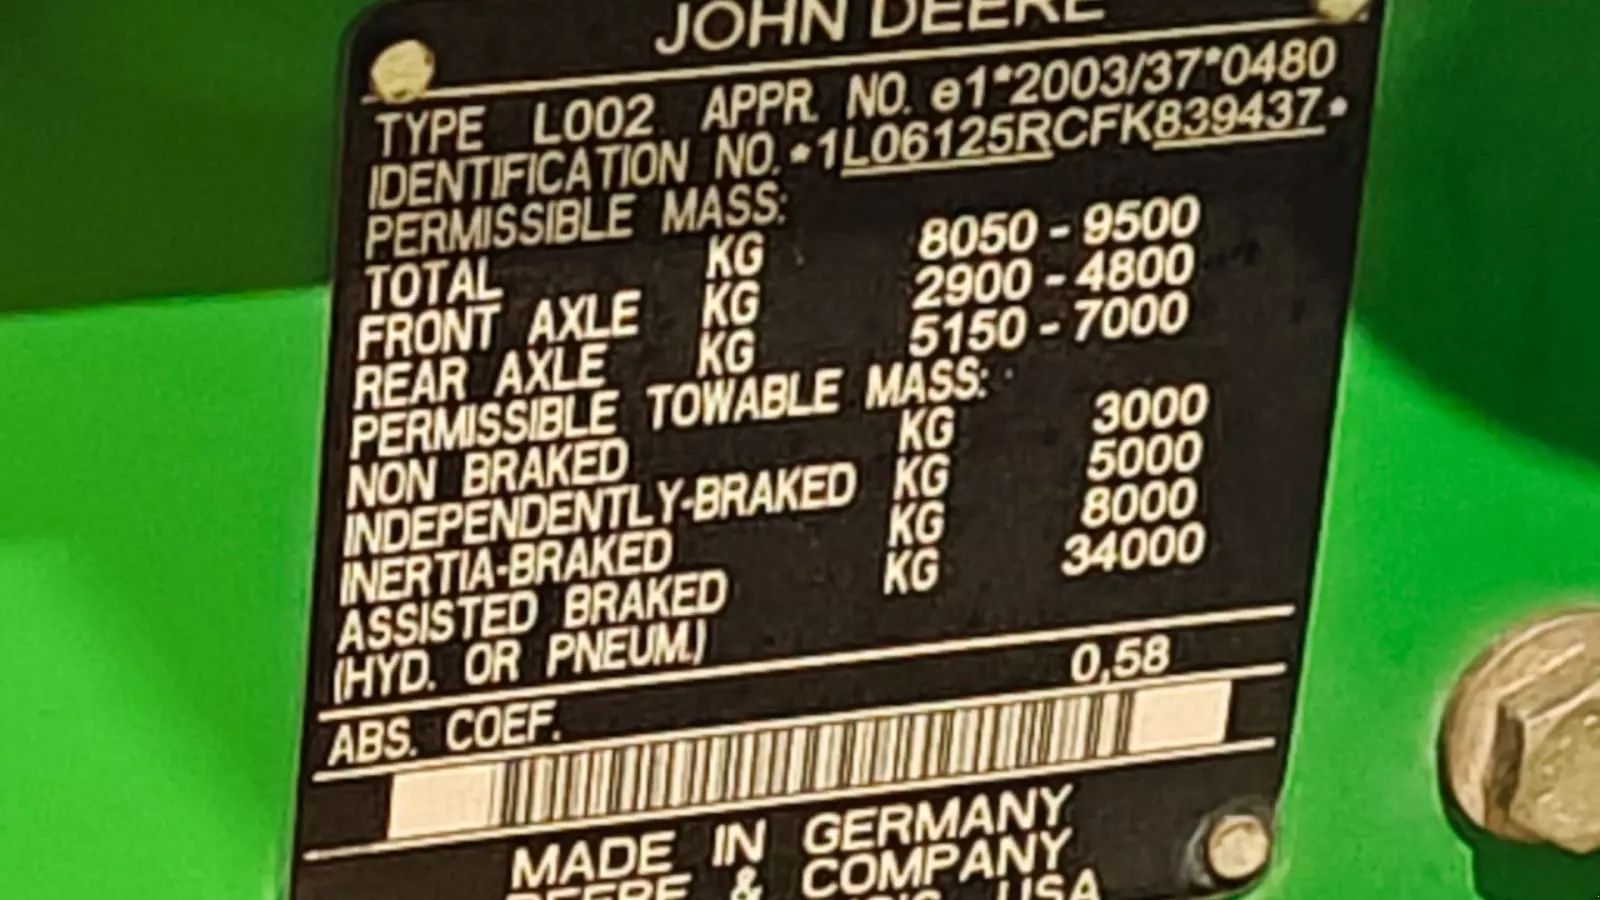 JOHN DEERE
TYPE L002 APPR. NO. e1*2003/37*0480
IDENTIFICATION NO. *1L06125RCFK839437*
PERMISSIBLE MASS:
TOTAL KG 8050 - 9500
FRONT AXLE KG 2900 - 4800
REAR AXLE KG 5150 - 7000
PERMISSIBLE TOWABLE MASS:
NON BRAKED KG 3000
INDEPENDENTLY-BRAKED KG 5000
INERTIA-BRAKED KG 8000
ASSISTED BRAKED KG 34000
(HYD. OR PNEUM.)
ABS. COEF. 0,58
MADE IN GERMANY
DEERE & COMPANY
USA